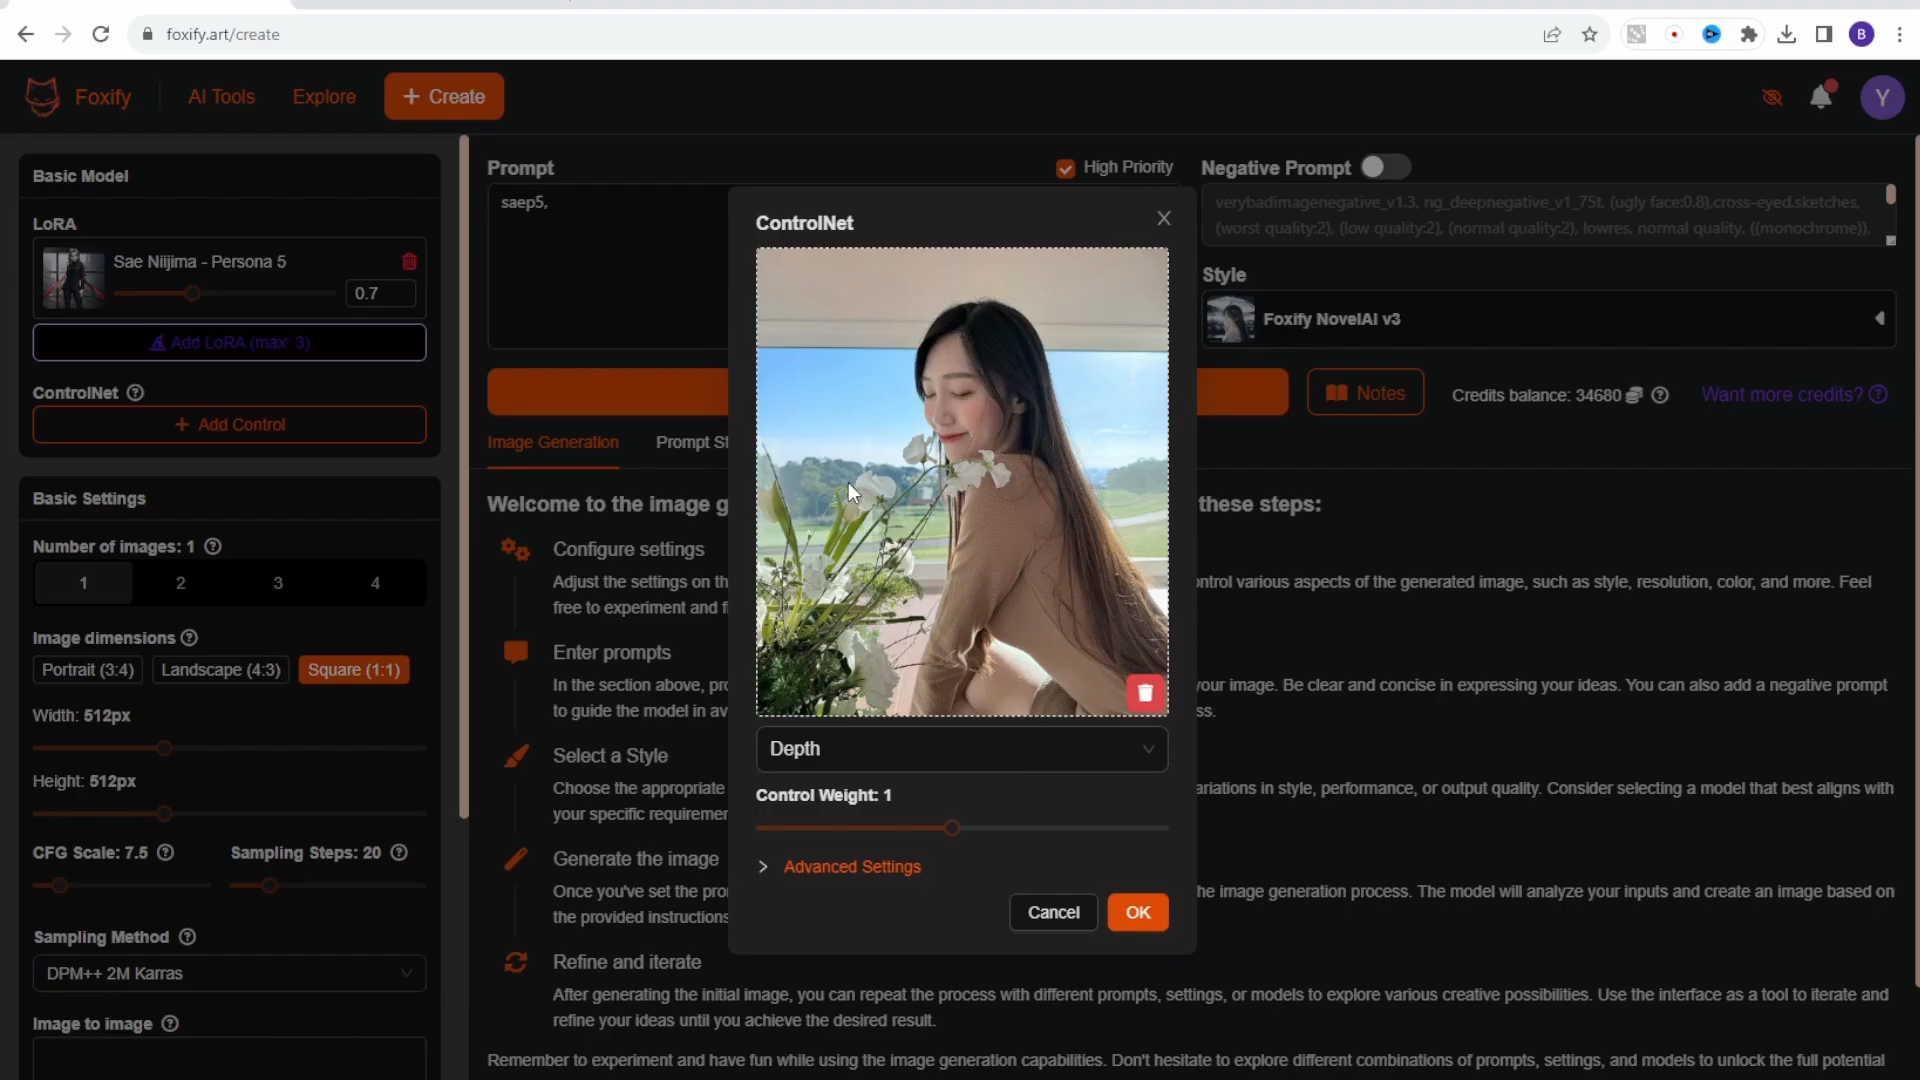 foxify.art/create
B
Foxify
AI Tools
Explore
+ Create
Y
Basic Model
LoRA
Sae Niijima - Persona 5
0.7
Add LoRA (max: 3)
ControlNet
+ Add Control
Basic Settings
Number of images: 1
1 2 3 4
Image dimensions
Portrait (3:4) Landscape (4:3) Square (1:1)
Width: 512px
Height: 512px
CFG Scale: 7.5 Sampling Steps: 20
Sampling Method
DPM++ 2M Karras
Image to image
Prompt
High Priority
saep5,
Negative Prompt
verybadimagenegative_v1.3, ng_deepnegative_v1_75t, (ugly face:0.8),cross-eyed,sketches,
(worst quality:2), (low quality:2), (normal quality:2), lowres, normal quality, ((monochrome)),
Style
Foxify NovelAI v3
Notes
Credits balance: 34680
Want more credits?
Image Generation
Prompt
Welcome to the image these steps:
Configure settings
Adjust the settings on ntrol various aspects of the generated image, such as style, resolution, color, and more. Feel
free to experiment and
Enter prompts
In the section above, your image. Be clear and concise in expressing your ideas. You can also add a negative prompt
to guide the model in
Select a Style
Choose the appropriate ariations in style, performance, or output quality. Consider selecting a model that best aligns with
your specific
Generate the image
Once you've set the he image generation process. The model will analyze your inputs and create an image based on
the provided instructions
Refine and iterate
After generating the initial image, you can repeat the process with different prompts, settings, or models to explore various creative possibilities. Use the interface as a tool to iterate and
refine your ideas until you achieve the desired result.
Remember to experiment and have fun while using the image generation capabilities. Don't hesitate to explore different combinations of prompts, settings, and models to unlock the full potential
ControlNet
Depth
Control Weight: 1
Advanced Settings
Cancel
OK